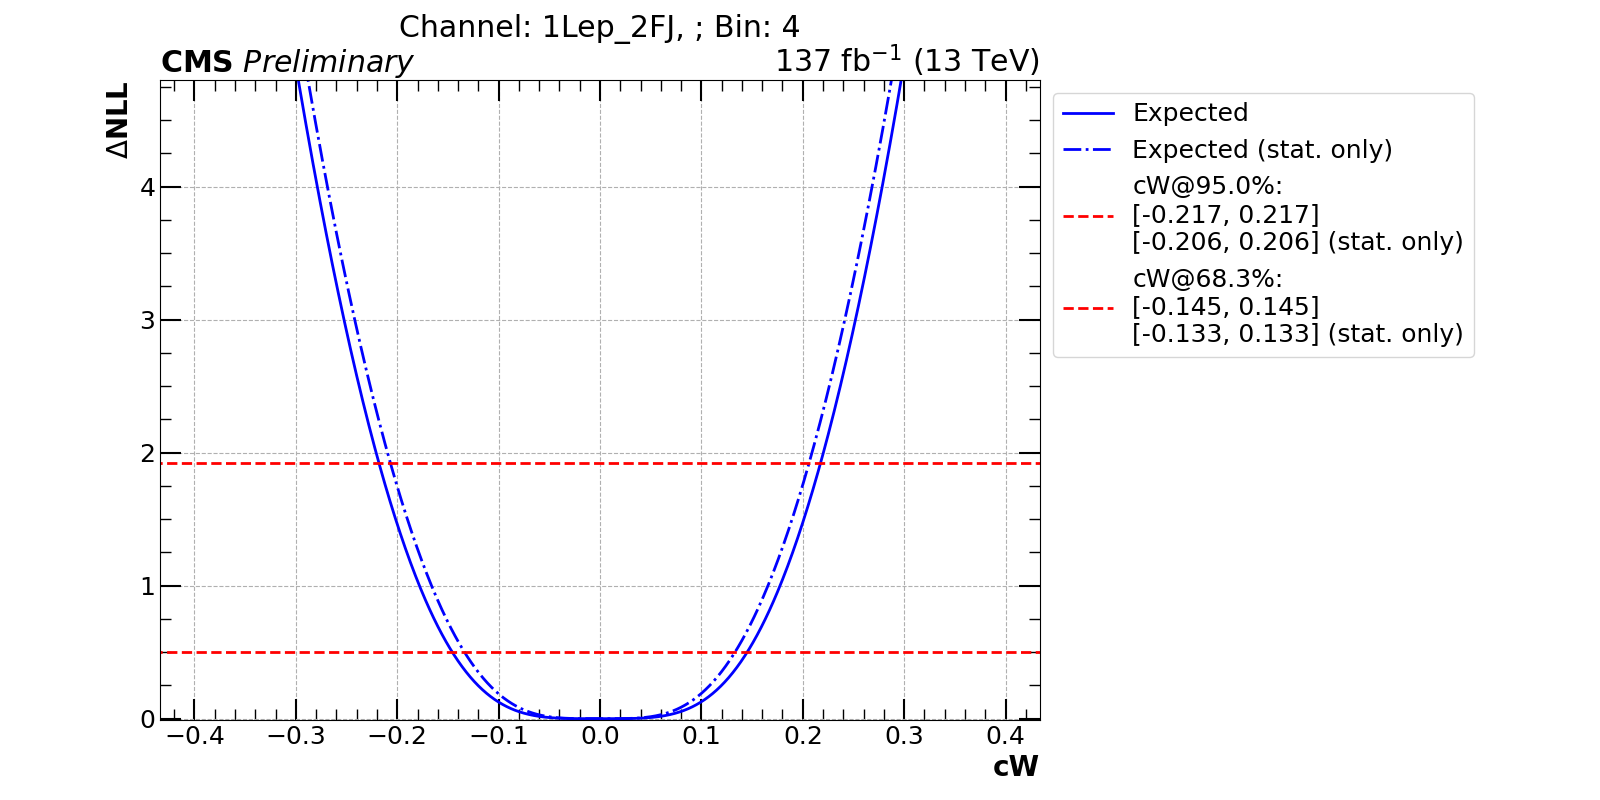 Channel: 1Lep_2FJ, ; Bin: 4
CMS Preliminary 137 fb⁻¹ (13 TeV)
ΔNLL
4
3
2
1
0
−0.4 −0.3 −0.2 −0.1 0.0 0.1 0.2 0.3 0.4
cW
Expected
Expected (stat. only)
cW@95.0%:
[-0.217, 0.217]
[-0.206, 0.206] (stat. only)
cW@68.3%:
[-0.145, 0.145]
[-0.133, 0.133] (stat. only)